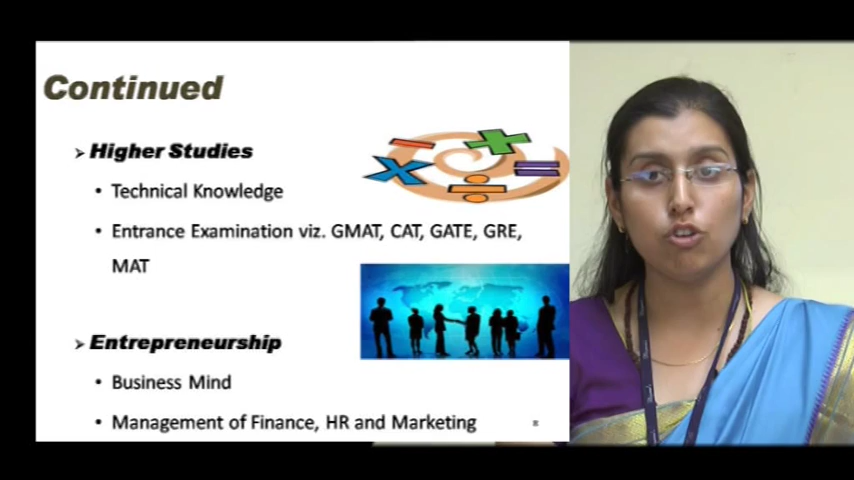 Continued
Higher Studies
Technical Knowledge
Entrance Examination viz. GMAT, CAT, GATE, GRE,
MAT
Entrepreneurship
Business Mind
Management of Finance, HR and Marketing